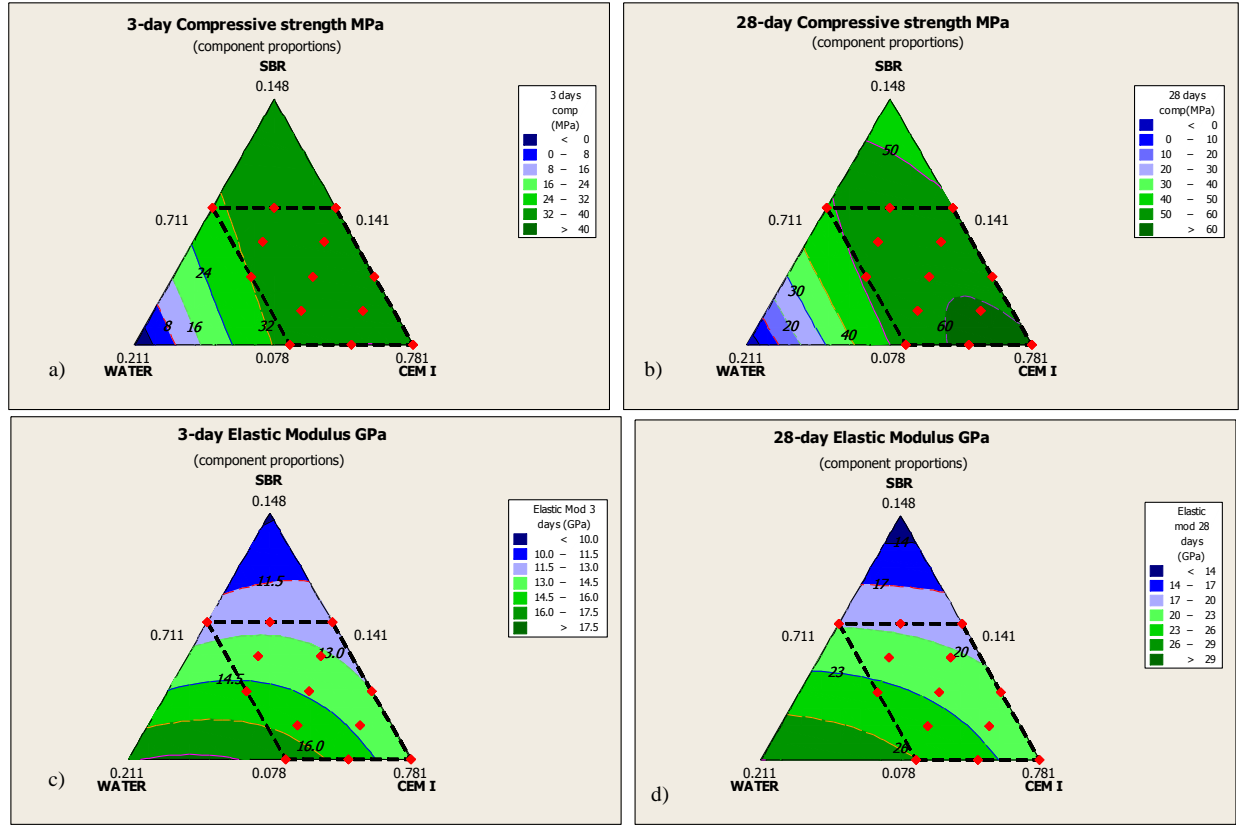 3-day Compressive strength MPa
(component proportions)
SBR
0.148
3 days
comp
(MPa)
< 0
0 – 8
8 – 16
16 – 24
24 – 32
32 – 40
> 40
0.711
0.141
24
8
16
32
0.211
0.078
0.781
WATER
CEM I
a)
28-day Compressive strength MPa
(component proportions)
SBR
0.148
28 days
comp(MPa)
< 0
0 – 10
10 – 20
20 – 30
30 – 40
40 – 50
50 – 60
> 60
50
0.711
0.141
30
20
40
60
0.211
0.078
0.781
WATER
CEM I
b)
3-day Elastic Modulus GPa
(component proportions)
SBR
0.148
Elastic Mod 3
days (GPa)
< 10.0
10.0 – 11.5
11.5 – 13.0
13.0 – 14.5
14.5 – 16.0
16.0 – 17.5
> 17.5
11.5
0.711
0.141
13.0
14.5
16.0
0.211
0.078
0.781
WATER
CEM I
c)
28-day Elastic Modulus GPa
(component proportions)
SBR
0.148
Elastic
mod 28
days
(GPa)
< 14
14 – 17
17 – 20
20 – 23
23 – 26
26 – 29
> 29
14
17
0.711
0.141
20
23
26
0.211
0.078
0.781
WATER
CEM I
d)